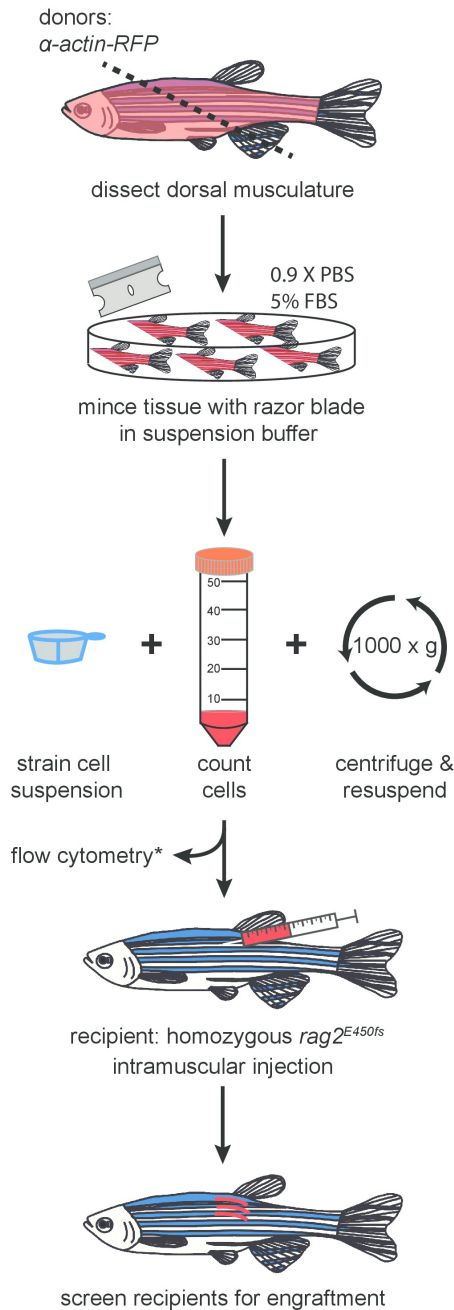 donors:
α-actin-RFP
dissect dorsal musculature
0.9 X PBS
5% FBS
mince tissue with razor blade
in suspension buffer
50
40
30
20
10
1000 x g
strain cell
suspension
count
cells
centrifuge &
resuspend
flow cytometry*
recipient: homozygous rag2E450fs
intramuscular injection
screen recipients for engraftment